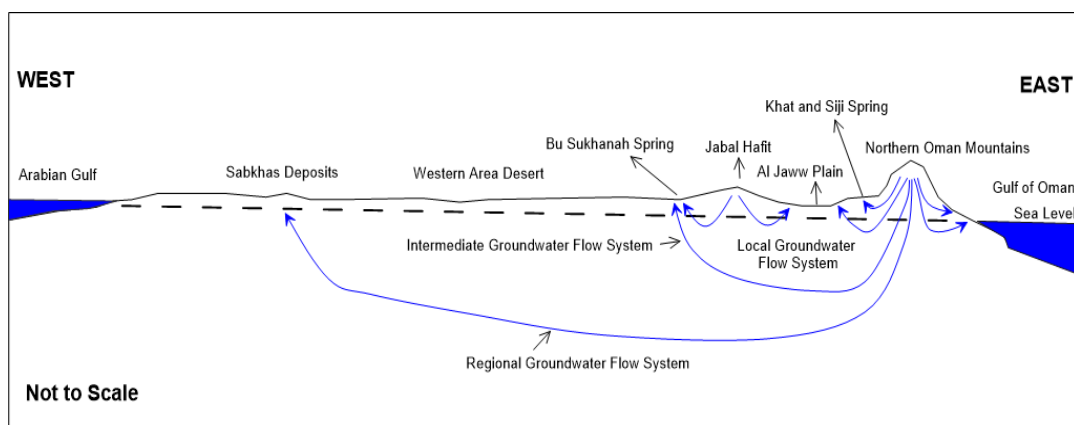 WEST
EAST
Khat and Siji Spring
Bu Sukhanah Spring
Jabal Hafit
Northern Oman Mountains
Al Jaww Plain
Arabian Gulf
Sabkhas Deposits
Western Area Desert
Gulf of Oman
Sea Level
Intermediate Groundwater Flow System
Local Groundwater
Flow System
Regional Groundwater Flow System
Not to Scale